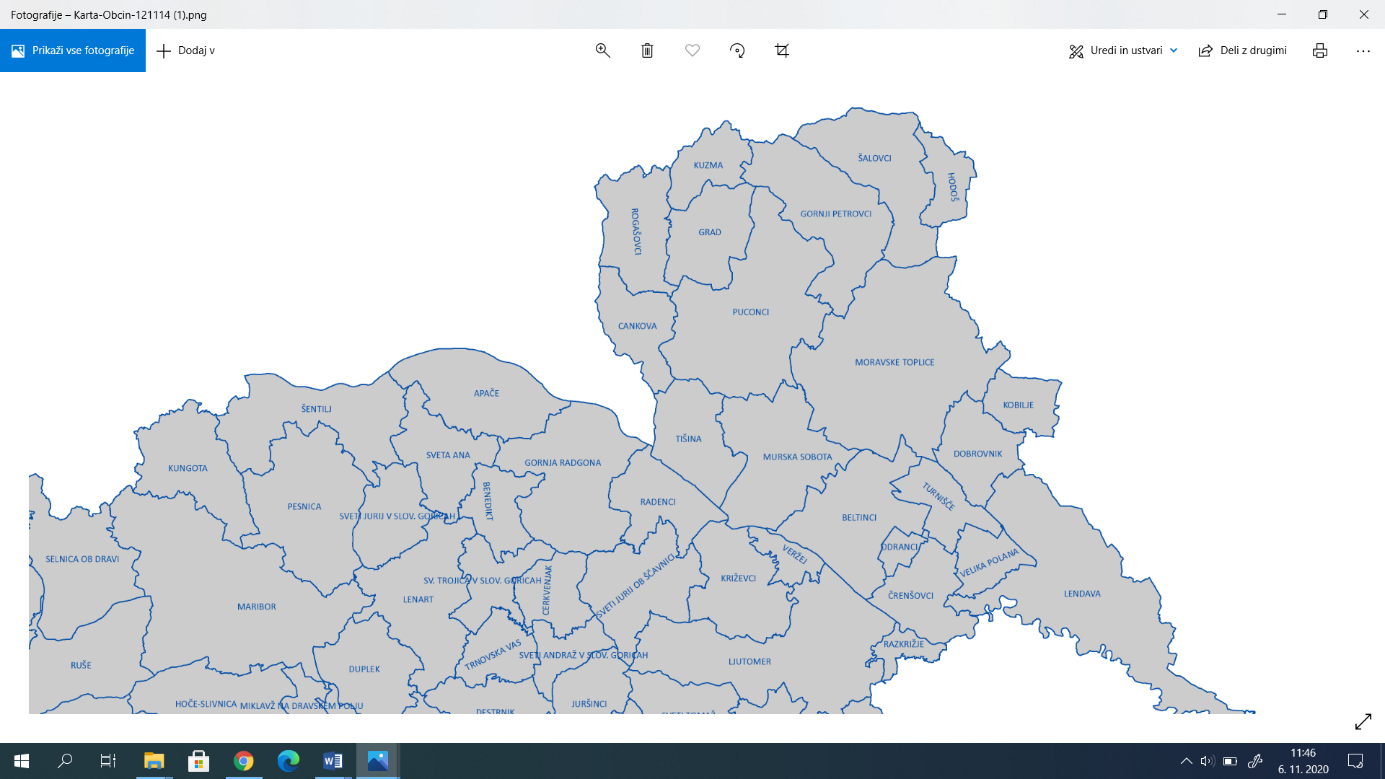 Fotografije – Karta-Obcin-121114 (1).png
Prikaži vse fotografije
Dodaj v
Uredi in ustvari
Deli z drugimi
ŠALOVCI
KUZMA
HODOŠ
GORNJI PETROVCI
ROGAŠOVCI
GRAD
PUCONCI
CANKOVA
MORAVSKE TOPLICE
APAČE
KOBILJE
ŠENTILJ
TIŠINA
SVETA ANA
DOBROVNIK
MURSKA SOBOTA
GORNJA RADGONA
KUNGOTA
TURNIŠČE
BENEDIKT
RADENCI
PESNICA
SVETI JURIJ V SLOV. GORICAH
BELTINCI
ODRANCI
VERŽEJ
SELNICA OB DRAVI
VELIKA POLANA
KRIŽEVCI
SV. TROJICA V SLOV. GORICAH
CERKVENJAK
SVETI JURIJ OB ŠČAVNICI
LENDAVA
ČRENŠOVCI
LENART
MARIBOR
RAZKRIŽJE
TRNOVSKA VAS
SVETI ANDRAŽ V SLOV. GORICAH
LJUTOMER
RUŠE
DUPLEK
HOČE-SLIVNICA
MIKLAVŽ NA DRAVSKEM POLJU
JURŠINCI
DESTRNIK
SVETI TOMAŽ
11:46
6. 11. 2020